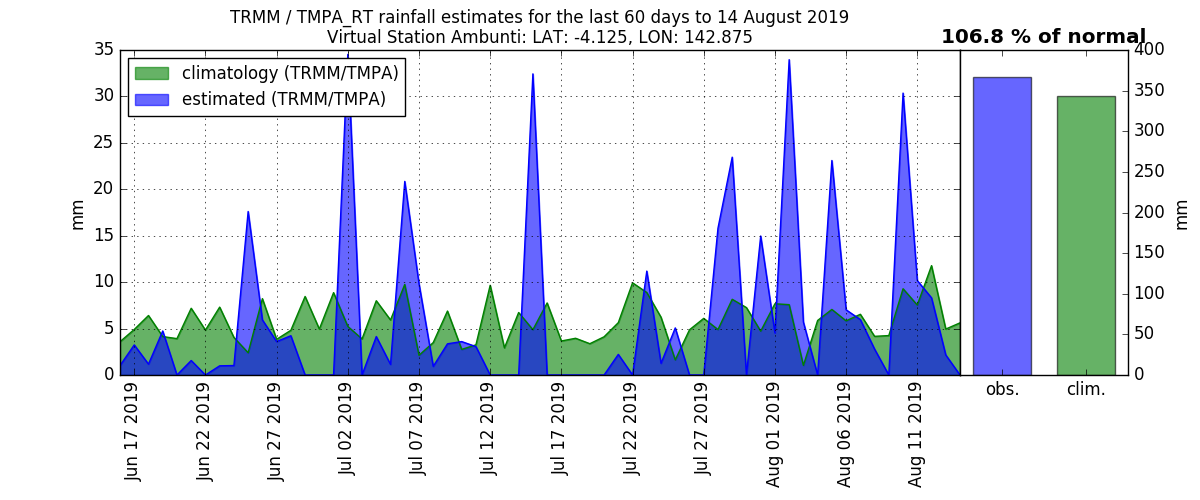 TRMM / TMPA_RT rainfall estimates for the last 60 days to 14 August 2019
Virtual Station Ambunti: LAT: -4.125, LON: 142.875
106.8 % of normal
climatology (TRMM/TMPA)
estimated (TRMM/TMPA)
35
30
25
20
15
10
5
0
mm
Jun 17 2019
Jun 22 2019
Jun 27 2019
Jul 02 2019
Jul 07 2019
Jul 12 2019
Jul 17 2019
Jul 22 2019
Jul 27 2019
Aug 01 2019
Aug 06 2019
Aug 11 2019
obs.
clim.
400
350
300
250
200
150
100
50
0
mm